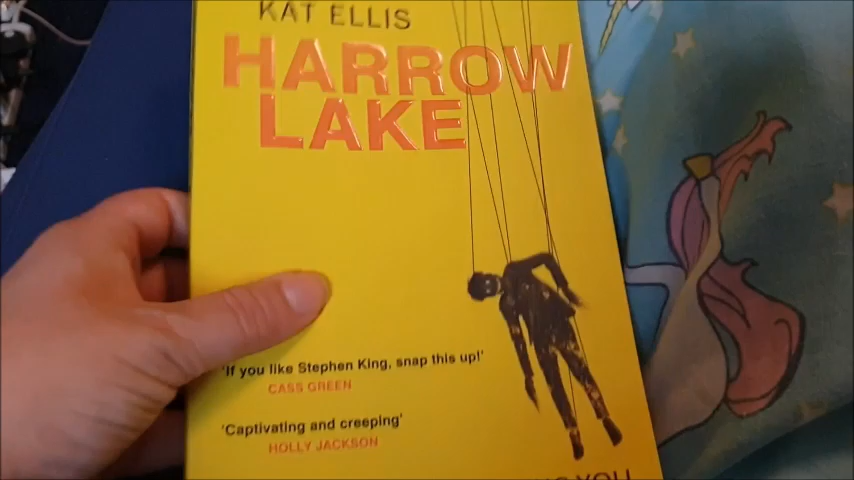 KAT ELLIS
HARROW
LAKE
'If you like Stephen King, snap this up!'
CASS GREEN
'Captivating and creeping'
HOLLY JACKSON
YOU